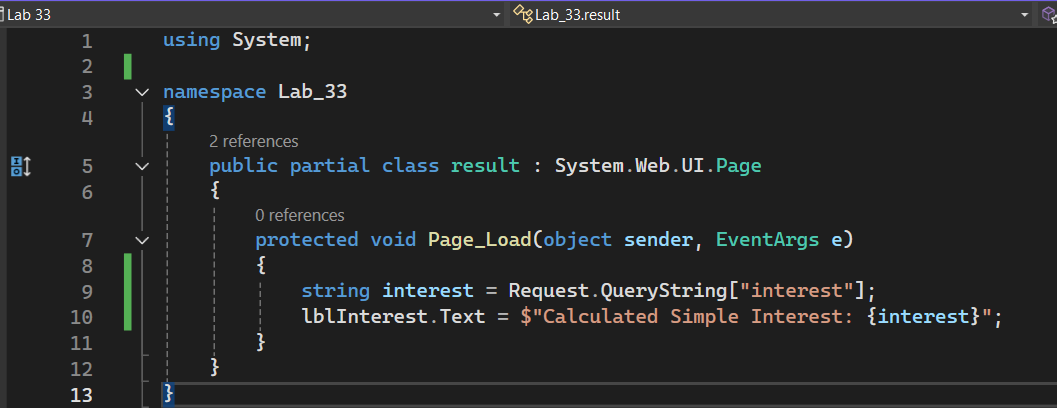 Lab 33
Lab_33.result
1 using System;
2
3 namespace Lab_33
4 {
2 references
5 public partial class result : System.Web.UI.Page
6 {
0 references
7 protected void Page_Load(object sender, EventArgs e)
8 {
9 string interest = Request.QueryString["interest"];
10 lblInterest.Text = $"Calculated Simple Interest: {interest}";
11 }
12 }
13 }